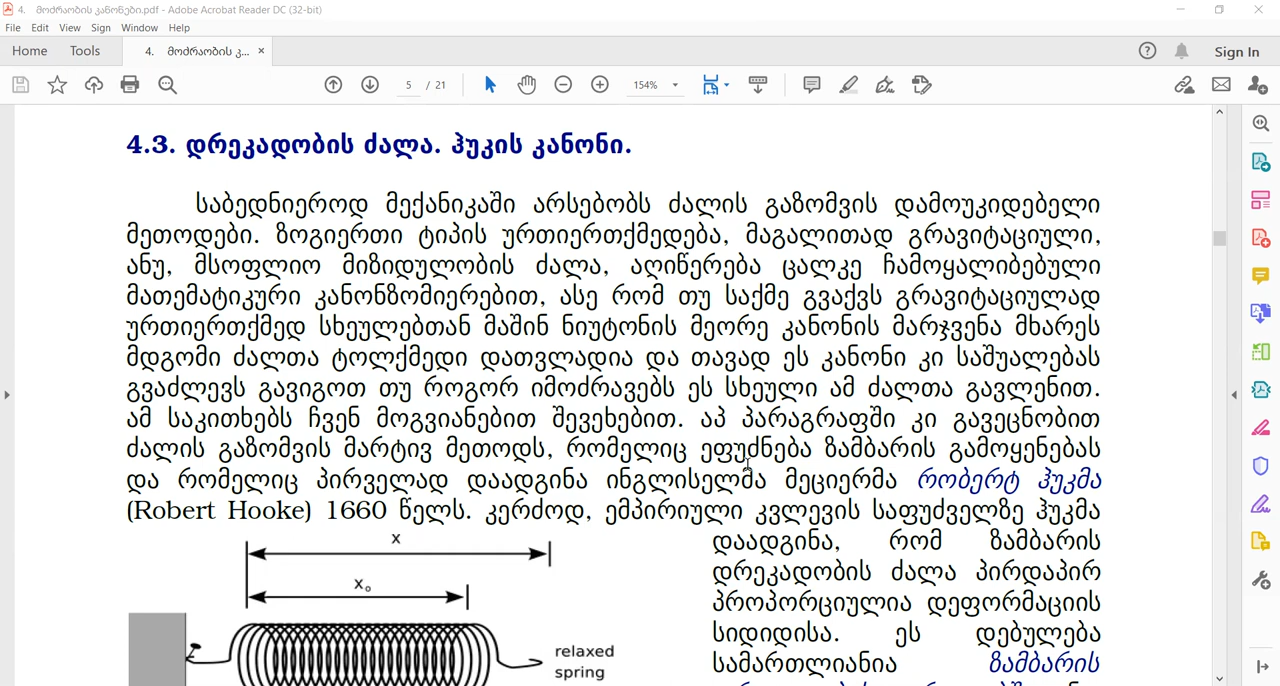 4. მოძრაობის კანონები.pdf - Adobe Acrobat Reader DC (32-bit)
File Edit View Sign Window Help
Home Tools 4. მოძრაობის კ... × Sign In
5 / 21 154%
4.3. დრეკადობის ძალა. ჰუკის კანონი.
საბედნიეროდ მექანიკაში არსებობს ძალის გაზომვის დამოუკიდებელი
მეთოდები. ზოგიერთი ტიპის ურთიერთქმედება, მაგალითად გრავიტაციული,
ანუ, მსოფლიო მიზიდულობის ძალა, აღიწერება ცალკე ჩამოყალიბებული
მათემატიკური კანონზომიერებით, ასე რომ თუ საქმე გვაქვს გრავიტაციულად
ურთიერთქმედ სხეულებთან მაშინ ნიუტონის მეორე კანონის მარჯვენა მხარეს
მდგომი ძალთა ტოლქმედი დათვლადია და თავად ეს კანონი კი საშუალებას
გვაძლევს გავიგოთ თუ როგორ იმოძრავებს ეს სხეული ამ ძალთა გავლენით.
ამ საკითხებს ჩვენ მოგვიანებით შევეხებით. აპ პარაგრაფში კი გავეცნობით
ძალის გაზომვის მარტივ მეთოდს, რომელიც ეფუძნება ზამბარის გამოყენებას
და რომელიც პირველად დაადგინა ინგლისელმა მეციერმა რობერტ ჰუკმა
(Robert Hooke) 1660 წელს. კერძოდ, ემპირიული კვლევის საფუძველზე ჰუკმა
დაადგინა, რომ ზამბარის
დრეკადობის ძალა პირდაპირ
პროპორციულია დეფორმაციის
სიდიდისა. ეს დებულება
სამართლიანია ზამბარის
x
x₀
relaxed
spring